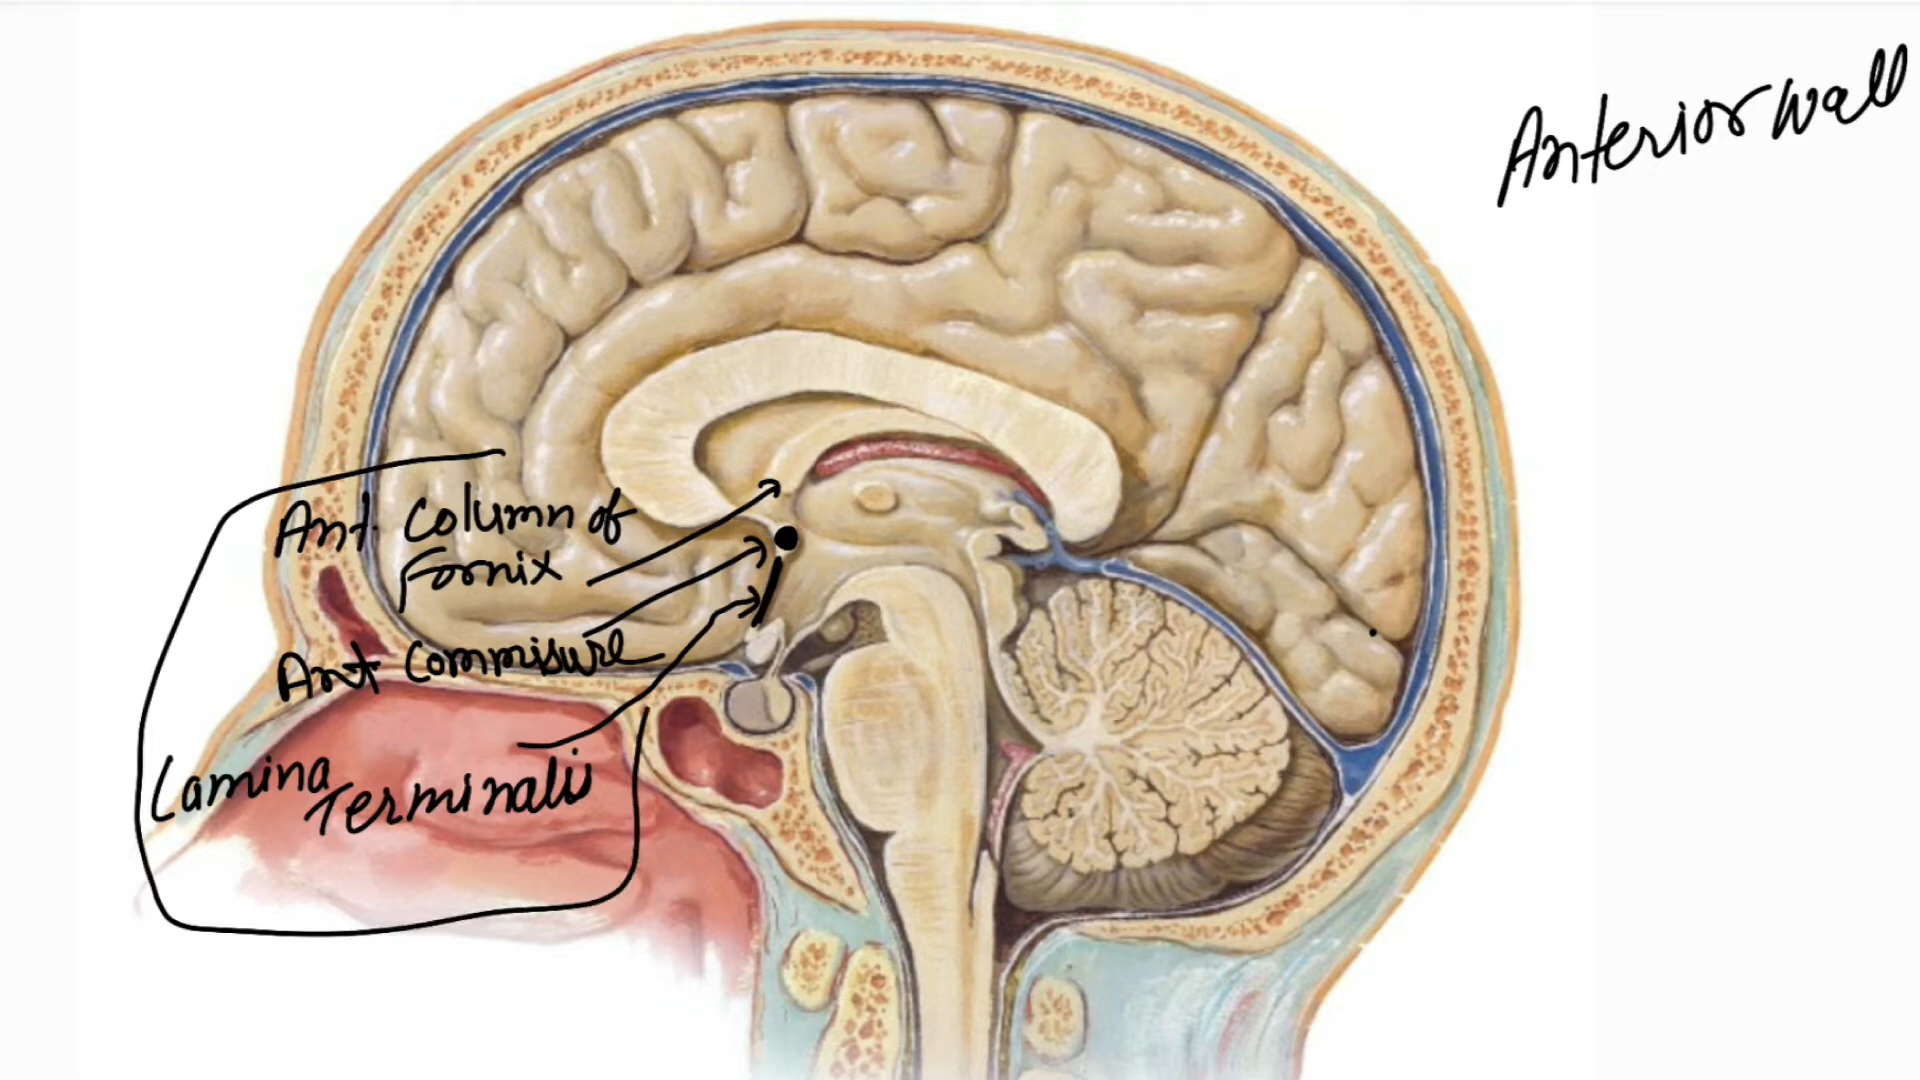 Anterior wall
Ant. Column of
Fornix
Ant Commisure
Lamina
Terminalis